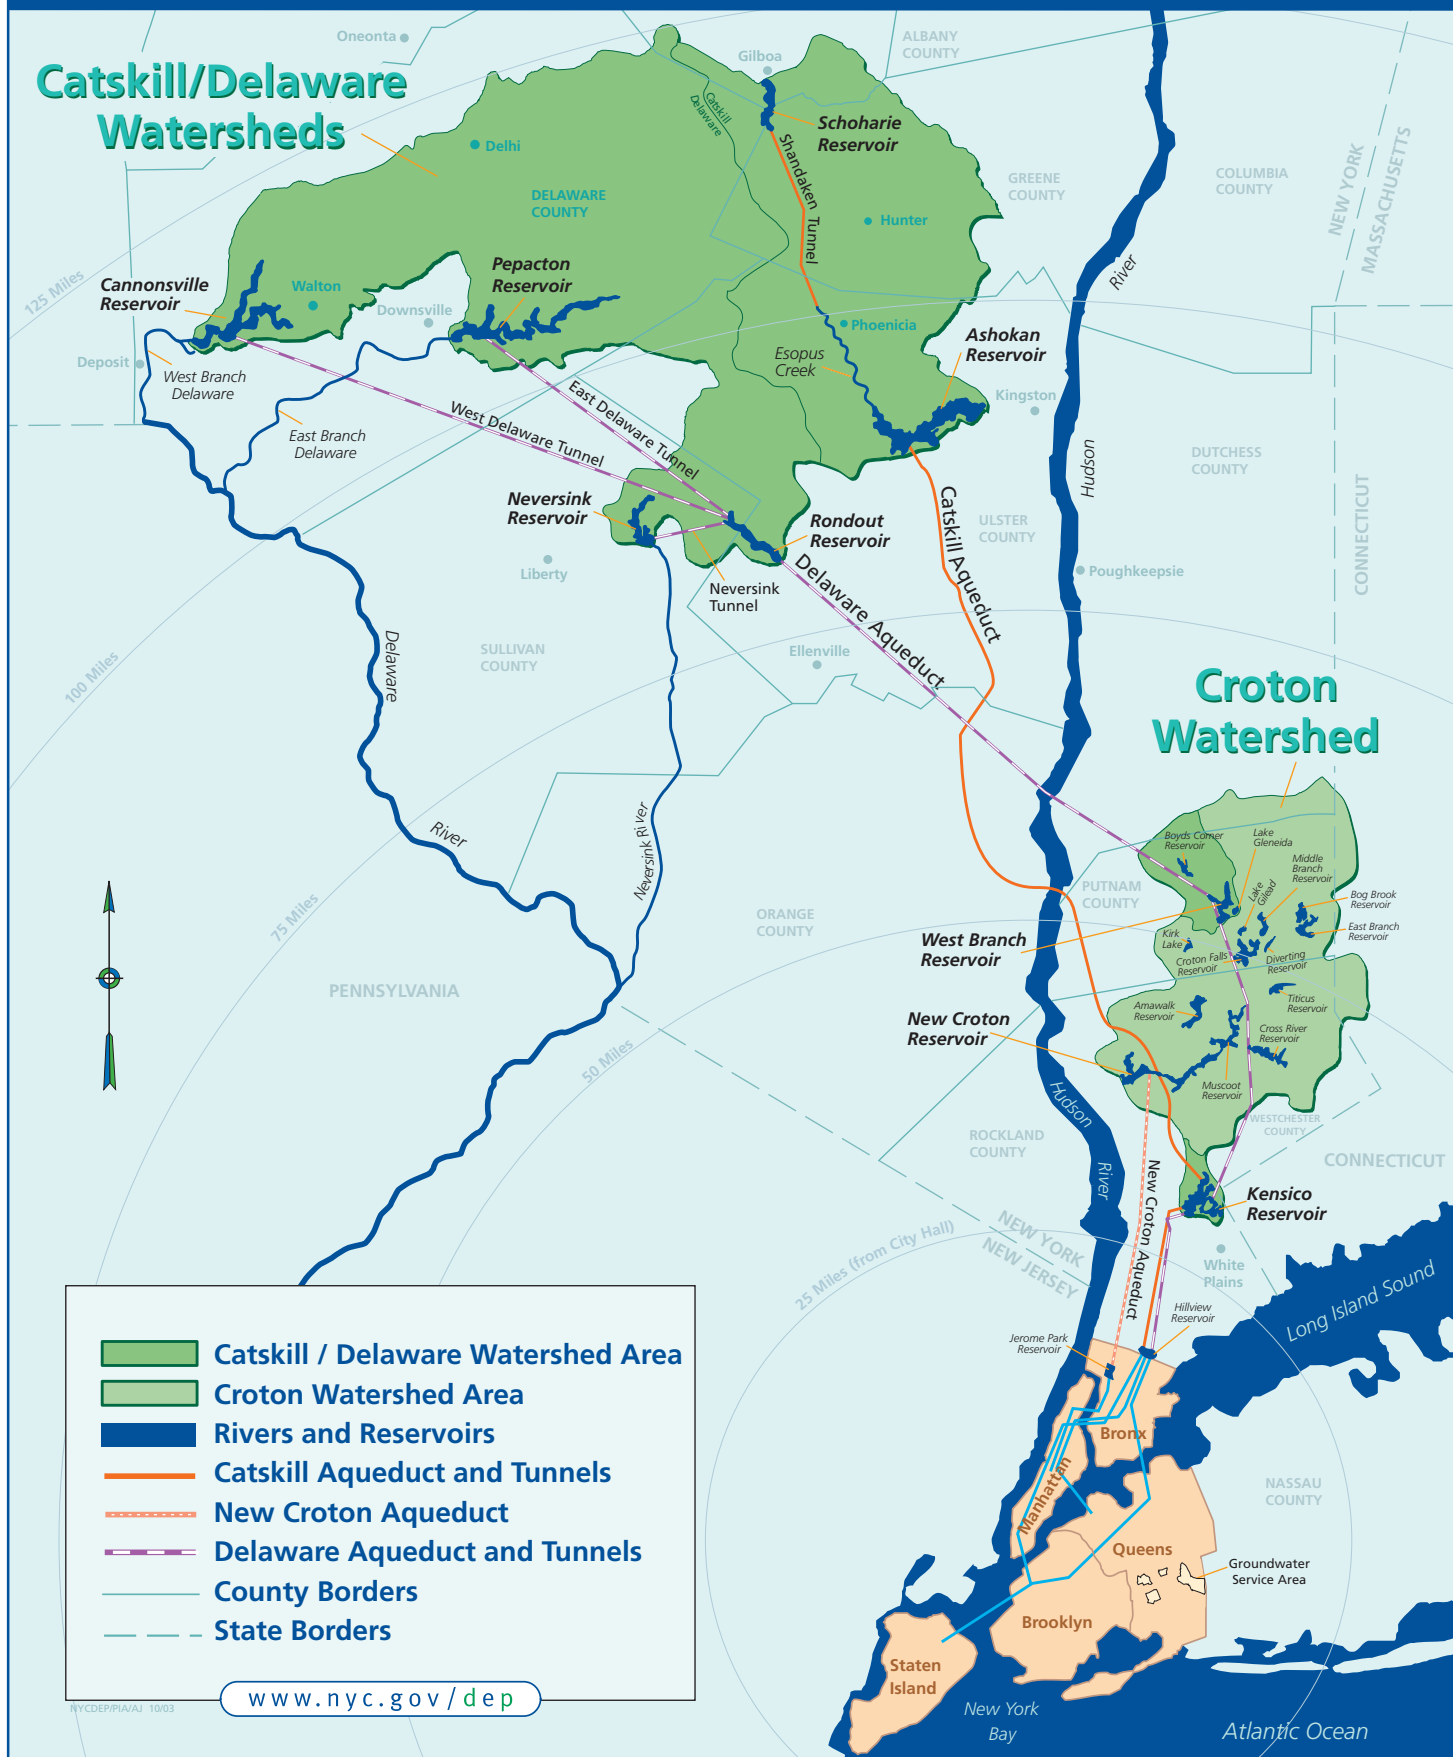 Oneonta
ALBANY
COUNTY
Gilboa
Catskill/Delaware
Watersheds
Catskill
Delaware
Schoharie
Reservoir
Delhi
Shandaken Tunnel
NEW YORK
MASSACHUSETTS
COLUMBIA
COUNTY
GREENE
COUNTY
DELAWARE
COUNTY
Hunter
125 Miles
Cannonsville
Reservoir
Walton
Pepacton
Reservoir
Downsville
River
Phoenicia
Ashokan
Reservoir
Esopus
Creek
Deposit
West Branch
Delaware
East Branch
Delaware
West Delaware Tunnel
East Delaware Tunnel
Kingston
Hudson
DUTCHESS
COUNTY
CONNECTICUT
Neversink
Reservoir
Rondout
Reservoir
Catskill Aqueduct
ULSTER
COUNTY
Liberty
Neversink
Tunnel
Delaware Aqueduct
Poughkeepsie
100 Miles
Delaware
SULLIVAN
COUNTY
Ellenville
Croton
Watershed
River
Neversink River
Boyds Corner
Reservoir
Lake
Gleneida
Middle
Branch
Reservoir
Lake
Gilead
Bog Brook
Reservoir
East Branch
Reservoir
PUTNAM
COUNTY
75 Miles
ORANGE
COUNTY
West Branch
Reservoir
Kirk
Lake
Croton Falls
Reservoir
Diverting
Reservoir
PENNSYLVANIA
New Croton
Reservoir
Amawalk
Reservoir
Titicus
Reservoir
Cross River
Reservoir
50 Miles
Muscoot
Reservoir
Hudson
River
WESTCHESTER
COUNTY
ROCKLAND
COUNTY
CONNECTICUT
New Croton Aqueduct
Kensico
Reservoir
NEW YORK
NEW JERSEY
25 Miles (from City Hall)
White
Plains
Long Island Sound
Hillview
Reservoir
Jerome Park
Reservoir
Bronx
Manhattan
NASSAU
COUNTY
Queens
Groundwater
Service Area
Brooklyn
Staten
Island
New York
Bay
Atlantic Ocean
Catskill / Delaware Watershed Area
Croton Watershed Area
Rivers and Reservoirs
Catskill Aqueduct and Tunnels
New Croton Aqueduct
Delaware Aqueduct and Tunnels
County Borders
State Borders
www.nyc.gov/dep
NYCDEP/PIA/AJ 10/03